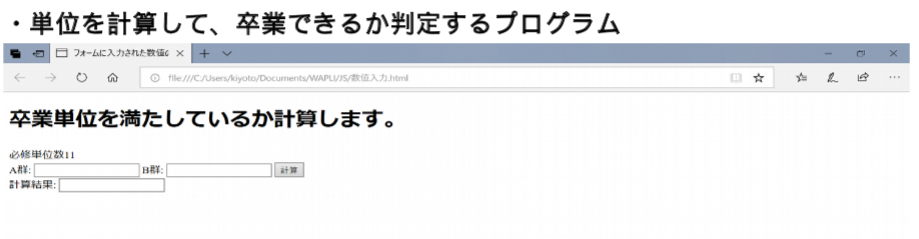 ・単位を計算して、卒業できるか判定するプログラム
フォームに入力された数値の
file:///C:/Users/kiyoto/Documents/WAPLI/JS/数値入力.html
卒業単位を満たしているか計算します。
必修単位数11
A群: B群: 計算
計算結果: